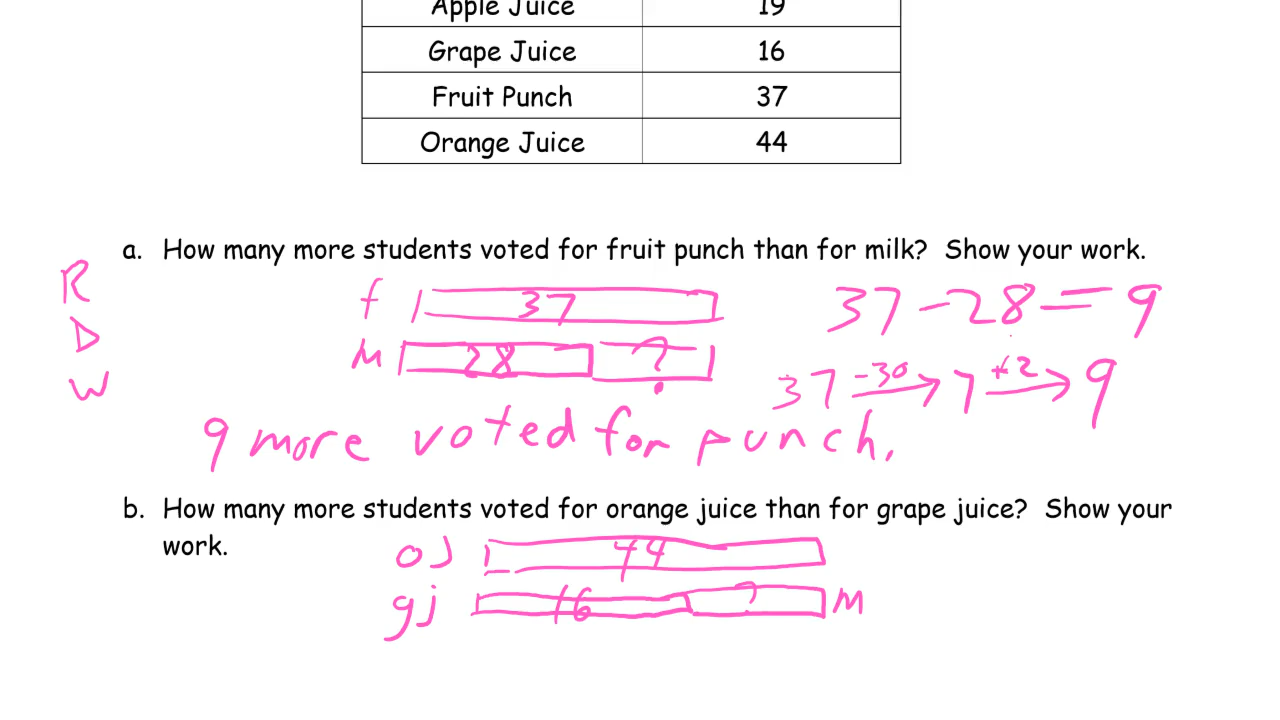 Apple Juice 19
Grape Juice 16
Fruit Punch 37
Orange Juice 44
a. How many more students voted for fruit punch than for milk? Show your work.
R
D
W
f 37
M 28 ?
37 - 28 = 9
37 -30→ 7 +2→ 9
9 more voted for punch.
b. How many more students voted for orange juice than for grape juice? Show your
work.
oJ 44
gj 16 ? M